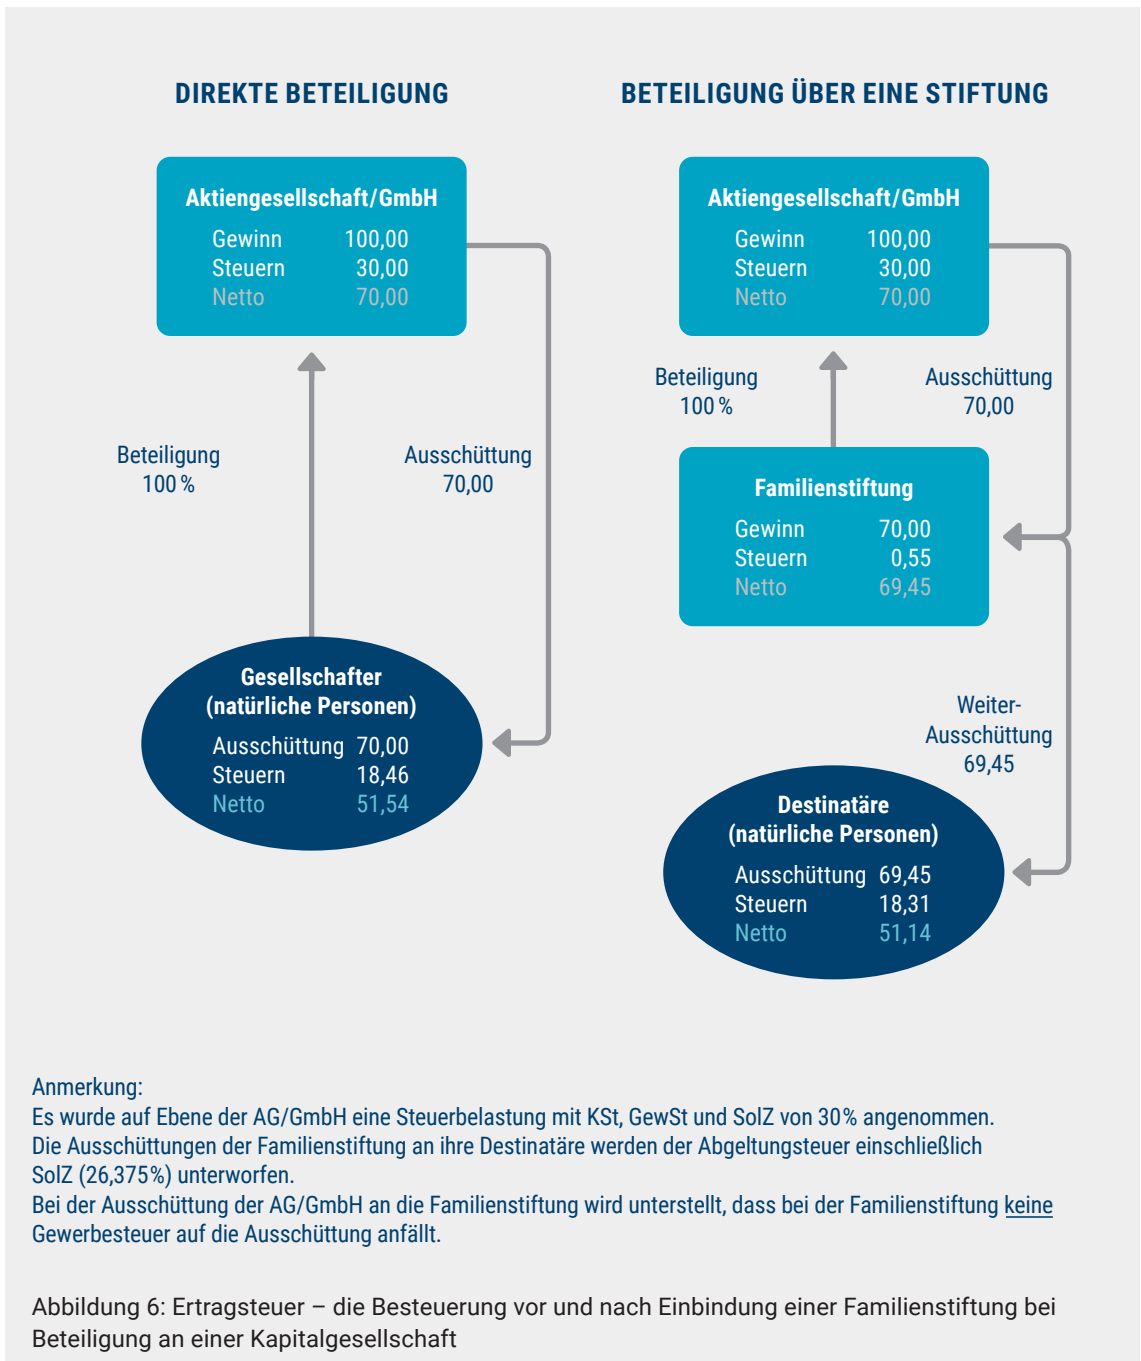 DIREKTE BETEILIGUNG
Aktiengesellschaft/GmbH
Gewinn 100,00
Steuern 30,00
Netto 70,00
Beteiligung
100 %
Ausschüttung
70,00
Gesellschafter
(natürliche Personen)
Ausschüttung 70,00
Steuern 18,46
Netto 51,54
BETEILIGUNG ÜBER EINE STIFTUNG
Aktiengesellschaft/GmbH
Gewinn 100,00
Steuern 30,00
Netto 70,00
Beteiligung
100 %
Ausschüttung
70,00
Familienstiftung
Gewinn 70,00
Steuern 0,55
Netto 69,45
Weiter-
Ausschüttung
69,45
Destinatäre
(natürliche Personen)
Ausschüttung 69,45
Steuern 18,31
Netto 51,14
Anmerkung:
Es wurde auf Ebene der AG/GmbH eine Steuerbelastung mit KSt, GewSt und SolZ von 30% angenommen.
Die Ausschüttungen der Familienstiftung an ihre Destinatäre werden der Abgeltungsteuer einschließlich
SolZ (26,375%) unterworfen.
Bei der Ausschüttung der AG/GmbH an die Familienstiftung wird unterstellt, dass bei der Familienstiftung keine
Gewerbesteuer auf die Ausschüttung anfällt.
Abbildung 6: Ertragsteuer – die Besteuerung vor und nach Einbindung einer Familienstiftung bei
Beteiligung an einer Kapitalgesellschaft